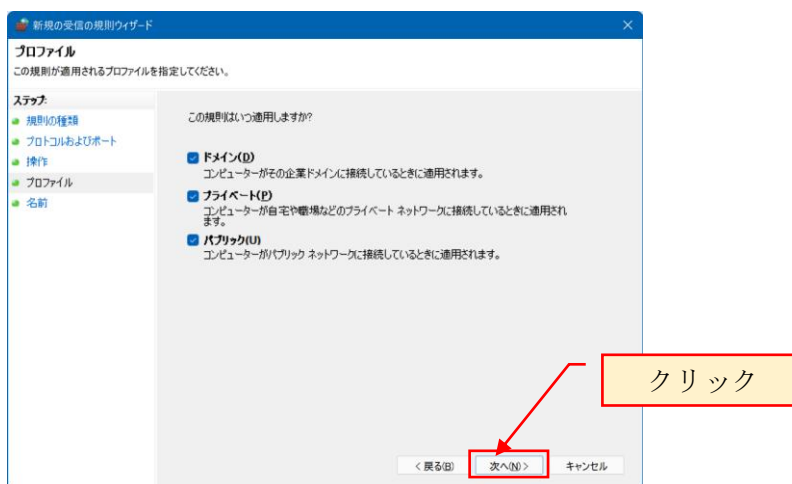 新規の受信の規則ウィザード
プロファイル
この規則が適用されるプロファイルを指定してください。
ステップ:
規則の種類
プロトコルおよびポート
操作
プロファイル
名前
この規則はいつ適用しますか?
ドメイン(D)
コンピューターがその企業ドメインに接続しているときに適用されます。
プライベート(P)
コンピューターが自宅や職場などのプライベート ネットワークに接続しているときに適用され
ます。
パブリック(U)
コンピューターがパブリック ネットワークに接続しているときに適用されます。
クリック
< 戻る(B)
次へ(N) >
キャンセル